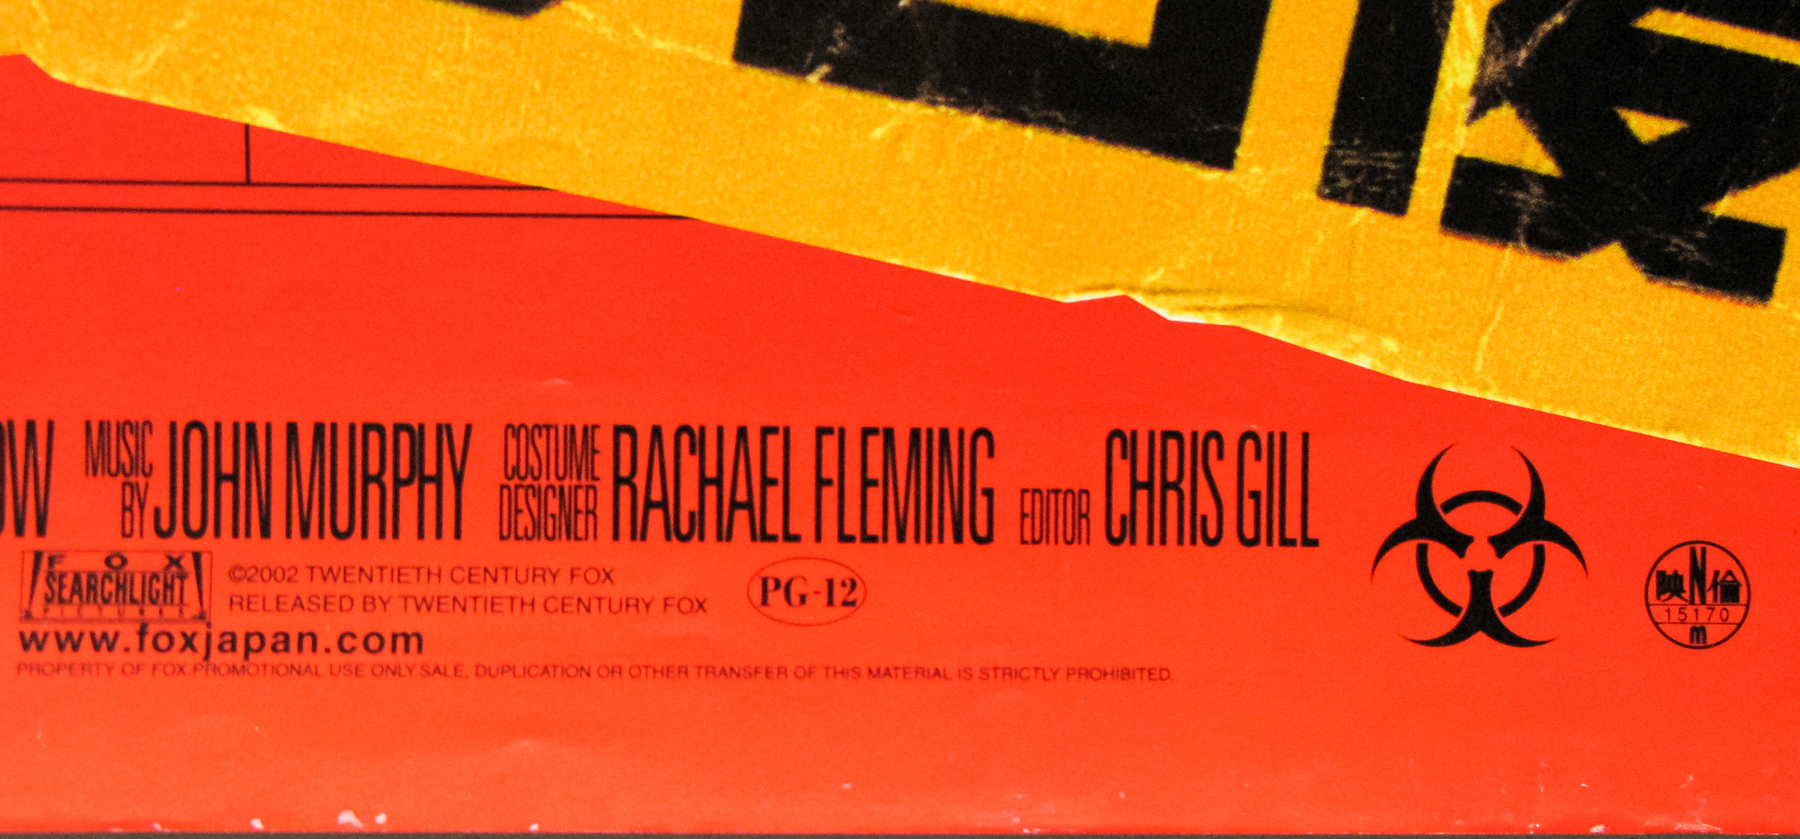 OW MUSIC BY JOHN MURPHY COSTUME DESIGNER RACHAEL FLEMING EDITOR CHRIS GILL
FOX
SEARCHLIGHT
PICTURES
©2002 TWENTIETH CENTURY FOX
RELEASED BY TWENTIETH CENTURY FOX
PG-12
www.foxjapan.com
PROPERTY OF FOX.PROMOTIONAL USE ONLY.SALE, DUPLICATION OR OTHER TRANSFER OF THIS MATERIAL IS STRICTLY PROHIBITED.
映N倫
15170
m